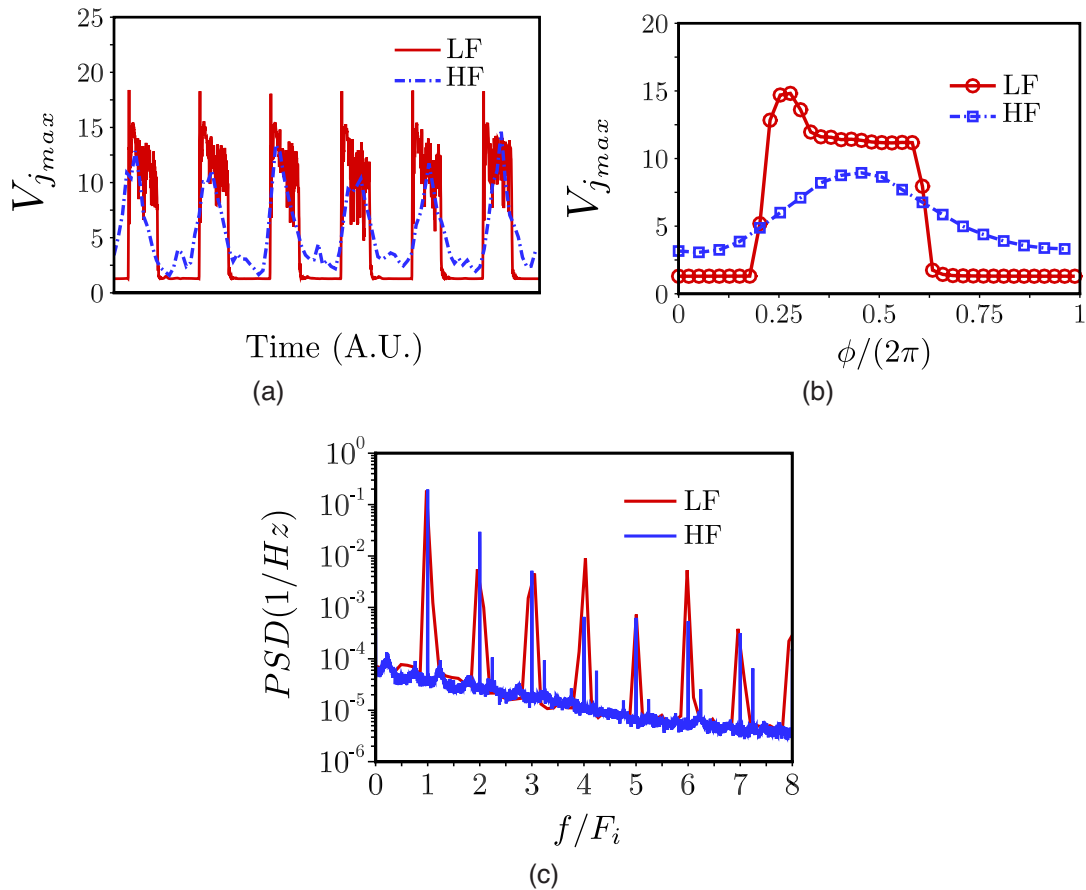 25
20
15
10
5
0
V_{j_{max}}
LF
HF
Time (A.U.)
(a)
20
15
10
5
0
V_{j_{max}}
LF
HF
0 0.25 0.5 0.75 1
ϕ/(2π)
(b)
10^0
10^{-1}
10^{-2}
10^{-3}
10^{-4}
10^{-5}
10^{-6}
PSD(1/Hz)
LF
HF
0 1 2 3 4 5 6 7 8
f/F_i
(c)